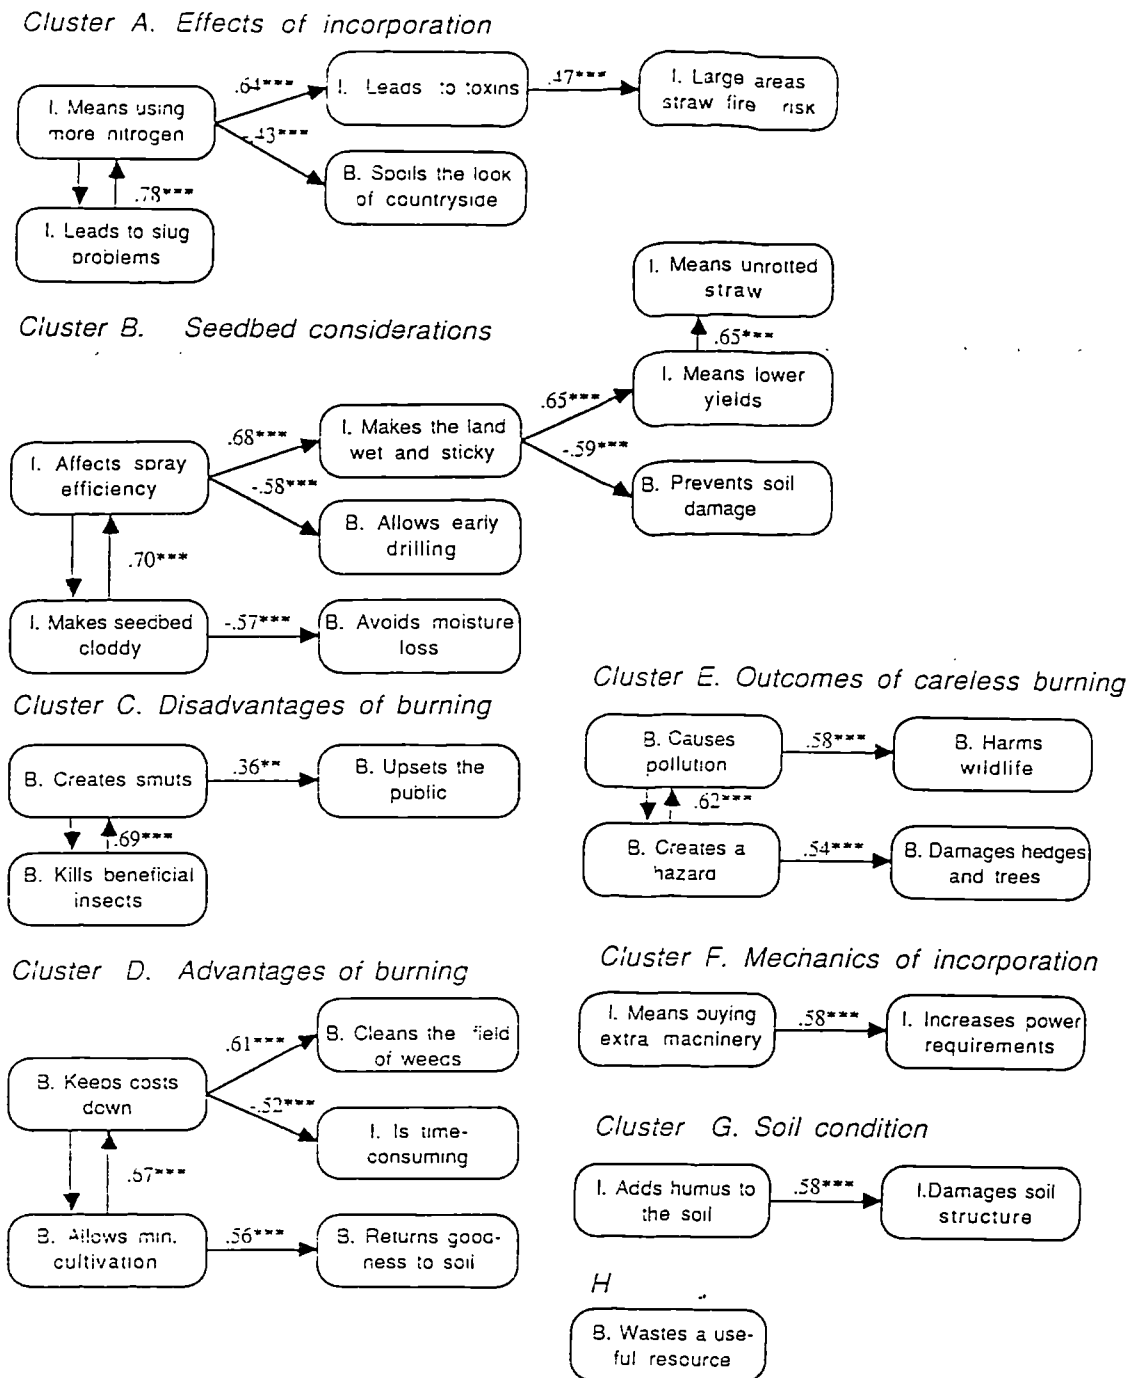 Cluster A. Effects of incorporation
I. Means using
more nitrogen
.64***
I. Leads to toxins
.47***
I. Large areas
straw fire risk
-.43***
B. Spoils the look
of countryside
.78***
I. Leads to slug
problems
Cluster B. Seedbed considerations
I. Means unrotted
straw
.65***
I. Means lower
yields
.65***
I. Makes the land
wet and sticky
.68***
-.59***
I. Affects spray
efficiency
B. Prevents soil
damage
-.58***
B. Allows early
drilling
.70***
I. Makes seedbed
cloddy
-.57***
B. Avoids moisture
loss
Cluster C. Disadvantages of burning
B. Creates smuts
.36**
B. Upsets the
public
.69***
B. Kills beneficial
insects
Cluster D. Advantages of burning
B. Cleans the field
of weeds
.61***
B. Keeps costs
down
-.52***
I. Is time-
consuming
.67***
B. Allows min.
cultivation
.56***
B. Returns good-
ness to soil
Cluster E. Outcomes of careless burning
B. Causes
pollution
.58***
B. Harms
wildlife
.62***
B. Creates a
hazard
.54***
B. Damages hedges
and trees
Cluster F. Mechanics of incorporation
I. Means buying
extra machinery
.58***
I. Increases power
requirements
Cluster G. Soil condition
I. Adds humus to
the soil
.58***
I.Damages soil
structure
H
B. Wastes a use-
ful resource